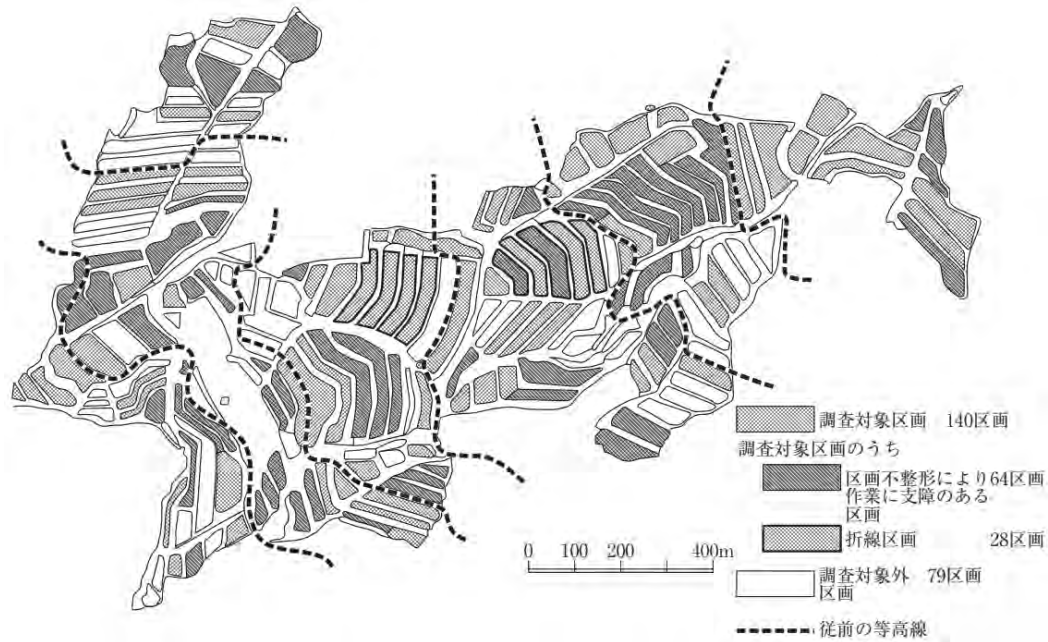 調査対象区画 140区画
調査対象区画のうち
区画不整形により64区画
作業に支障のある
区画
折線区画 28区画
調査対象外 79区画
区画
従前の等高線
0 100 200 400m